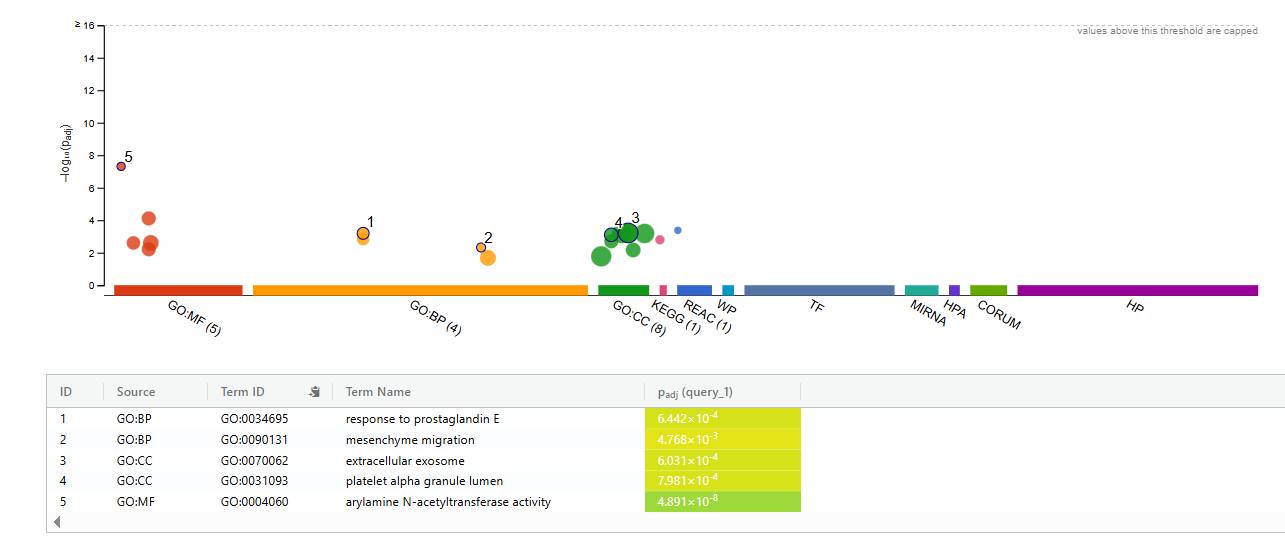 ≥ 16
values above this threshold are capped
14
12
10
8
6
4
2
0
−log₁₀(padj)
5
1
2
4
3
GO:MF (5)
GO:BP (4)
GO:CC (8)
KEGG (1)
REAC (1)
WP
TF
MIRNA
HPA
CORUM
HP
ID Source Term ID Term Name padj (query_1)
1 GO:BP GO:0034695 response to prostaglandin E 6.442×10⁻⁴
2 GO:BP GO:0090131 mesenchyme migration 4.768×10⁻³
3 GO:CC GO:0070062 extracellular exosome 6.031×10⁻⁴
4 GO:CC GO:0031093 platelet alpha granule lumen 7.981×10⁻⁴
5 GO:MF GO:0004060 arylamine N-acetyltransferase activity 4.891×10⁻⁸